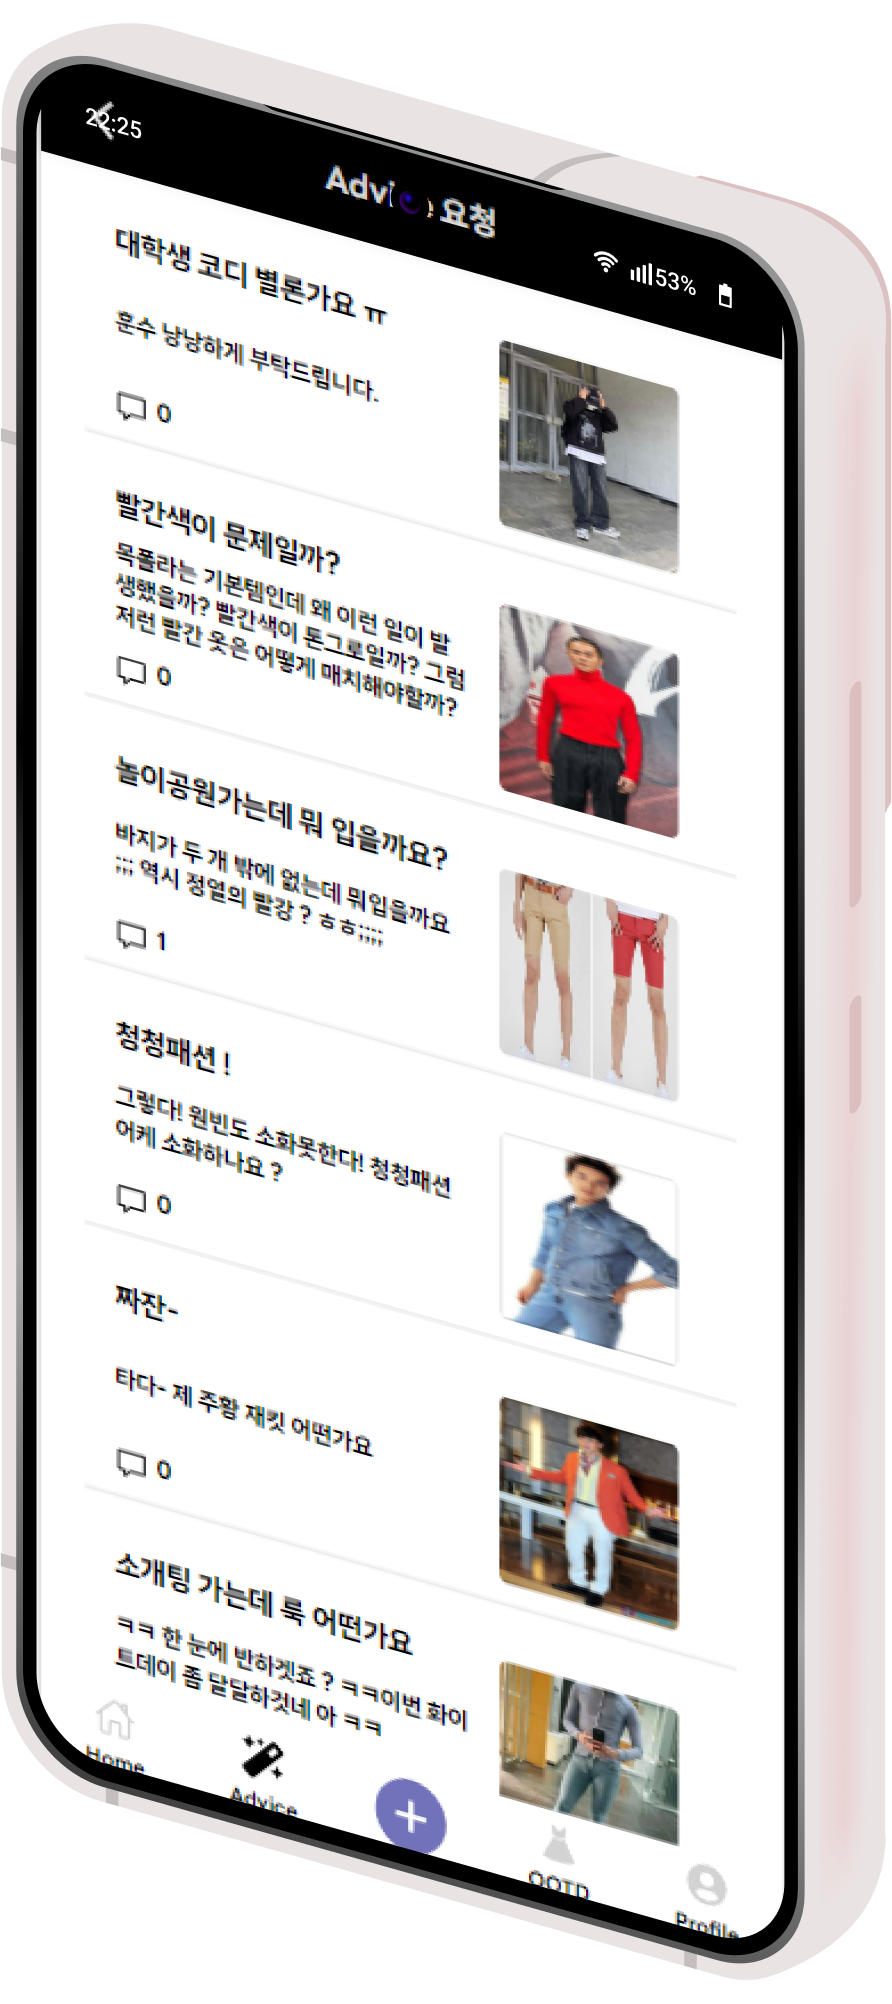 22:25
Advice 요청
53%
대학생 코디 별론가요 ㅠ
훈수 낭낭하게 부탁드립니다.
0
빨간색이 문제일까?
목폴라는 기본템인데 왜 이런 일이 발
생했을까? 빨간색이 톤그로일까? 그럼
저런 빨간 옷은 어떻게 매치해야할까?
0
놀이공원가는데 뭐 입을까요?
바지가 두 개 밖에 없는데 뭐입을까요
;;; 역시 정열의 빨강 ? ㅎㅎ;;;;
1
청청패션 !
그렇다! 원빈도 소화못한다! 청청패션
어케 소화하나요 ?
0
짜잔-
타다- 제 주황 재킷 어떤가요
0
소개팅 가는데 룩 어떤가요
ㅋㅋ 한 눈에 반하겟죠 ? ㅋㅋ이번 화이
트데이 좀 달달하겟네 아 ㅋㅋ
Home
Advice
OOTD
Profile